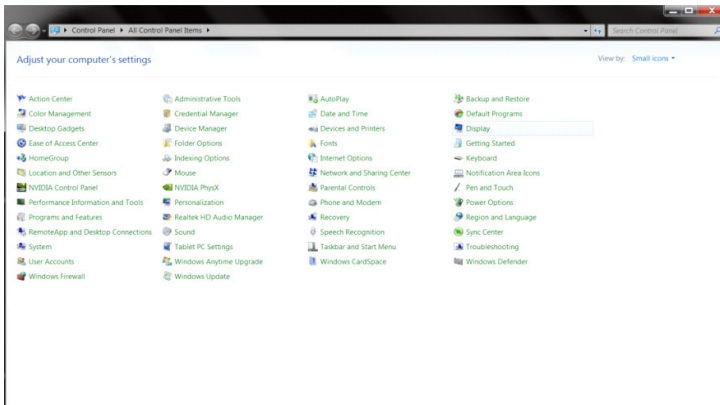 Control Panel All Control Panel Items
Search Control Panel
Adjust your computer's settings
View by: Small icons
Action Center
Administrative Tools
AutoPlay
Backup and Restore
Color Management
Credential Manager
Date and Time
Default Programs
Desktop Gadgets
Device Manager
Devices and Printers
Display
Ease of Access Center
Folder Options
Fonts
Getting Started
HomeGroup
Indexing Options
Internet Options
Keyboard
Location and Other Sensors
Mouse
Network and Sharing Center
Notification Area Icons
NVIDIA Control Panel
NVIDIA PhysX
Parental Controls
Pen and Touch
Performance Information and Tools
Personalization
Phone and Modem
Power Options
Programs and Features
Realtek HD Audio Manager
Recovery
Region and Language
RemoteApp and Desktop Connections
Sound
Speech Recognition
Sync Center
System
Tablet PC Settings
Taskbar and Start Menu
Troubleshooting
User Accounts
Windows Anytime Upgrade
Windows CardSpace
Windows Defender
Windows Firewall
Windows Update